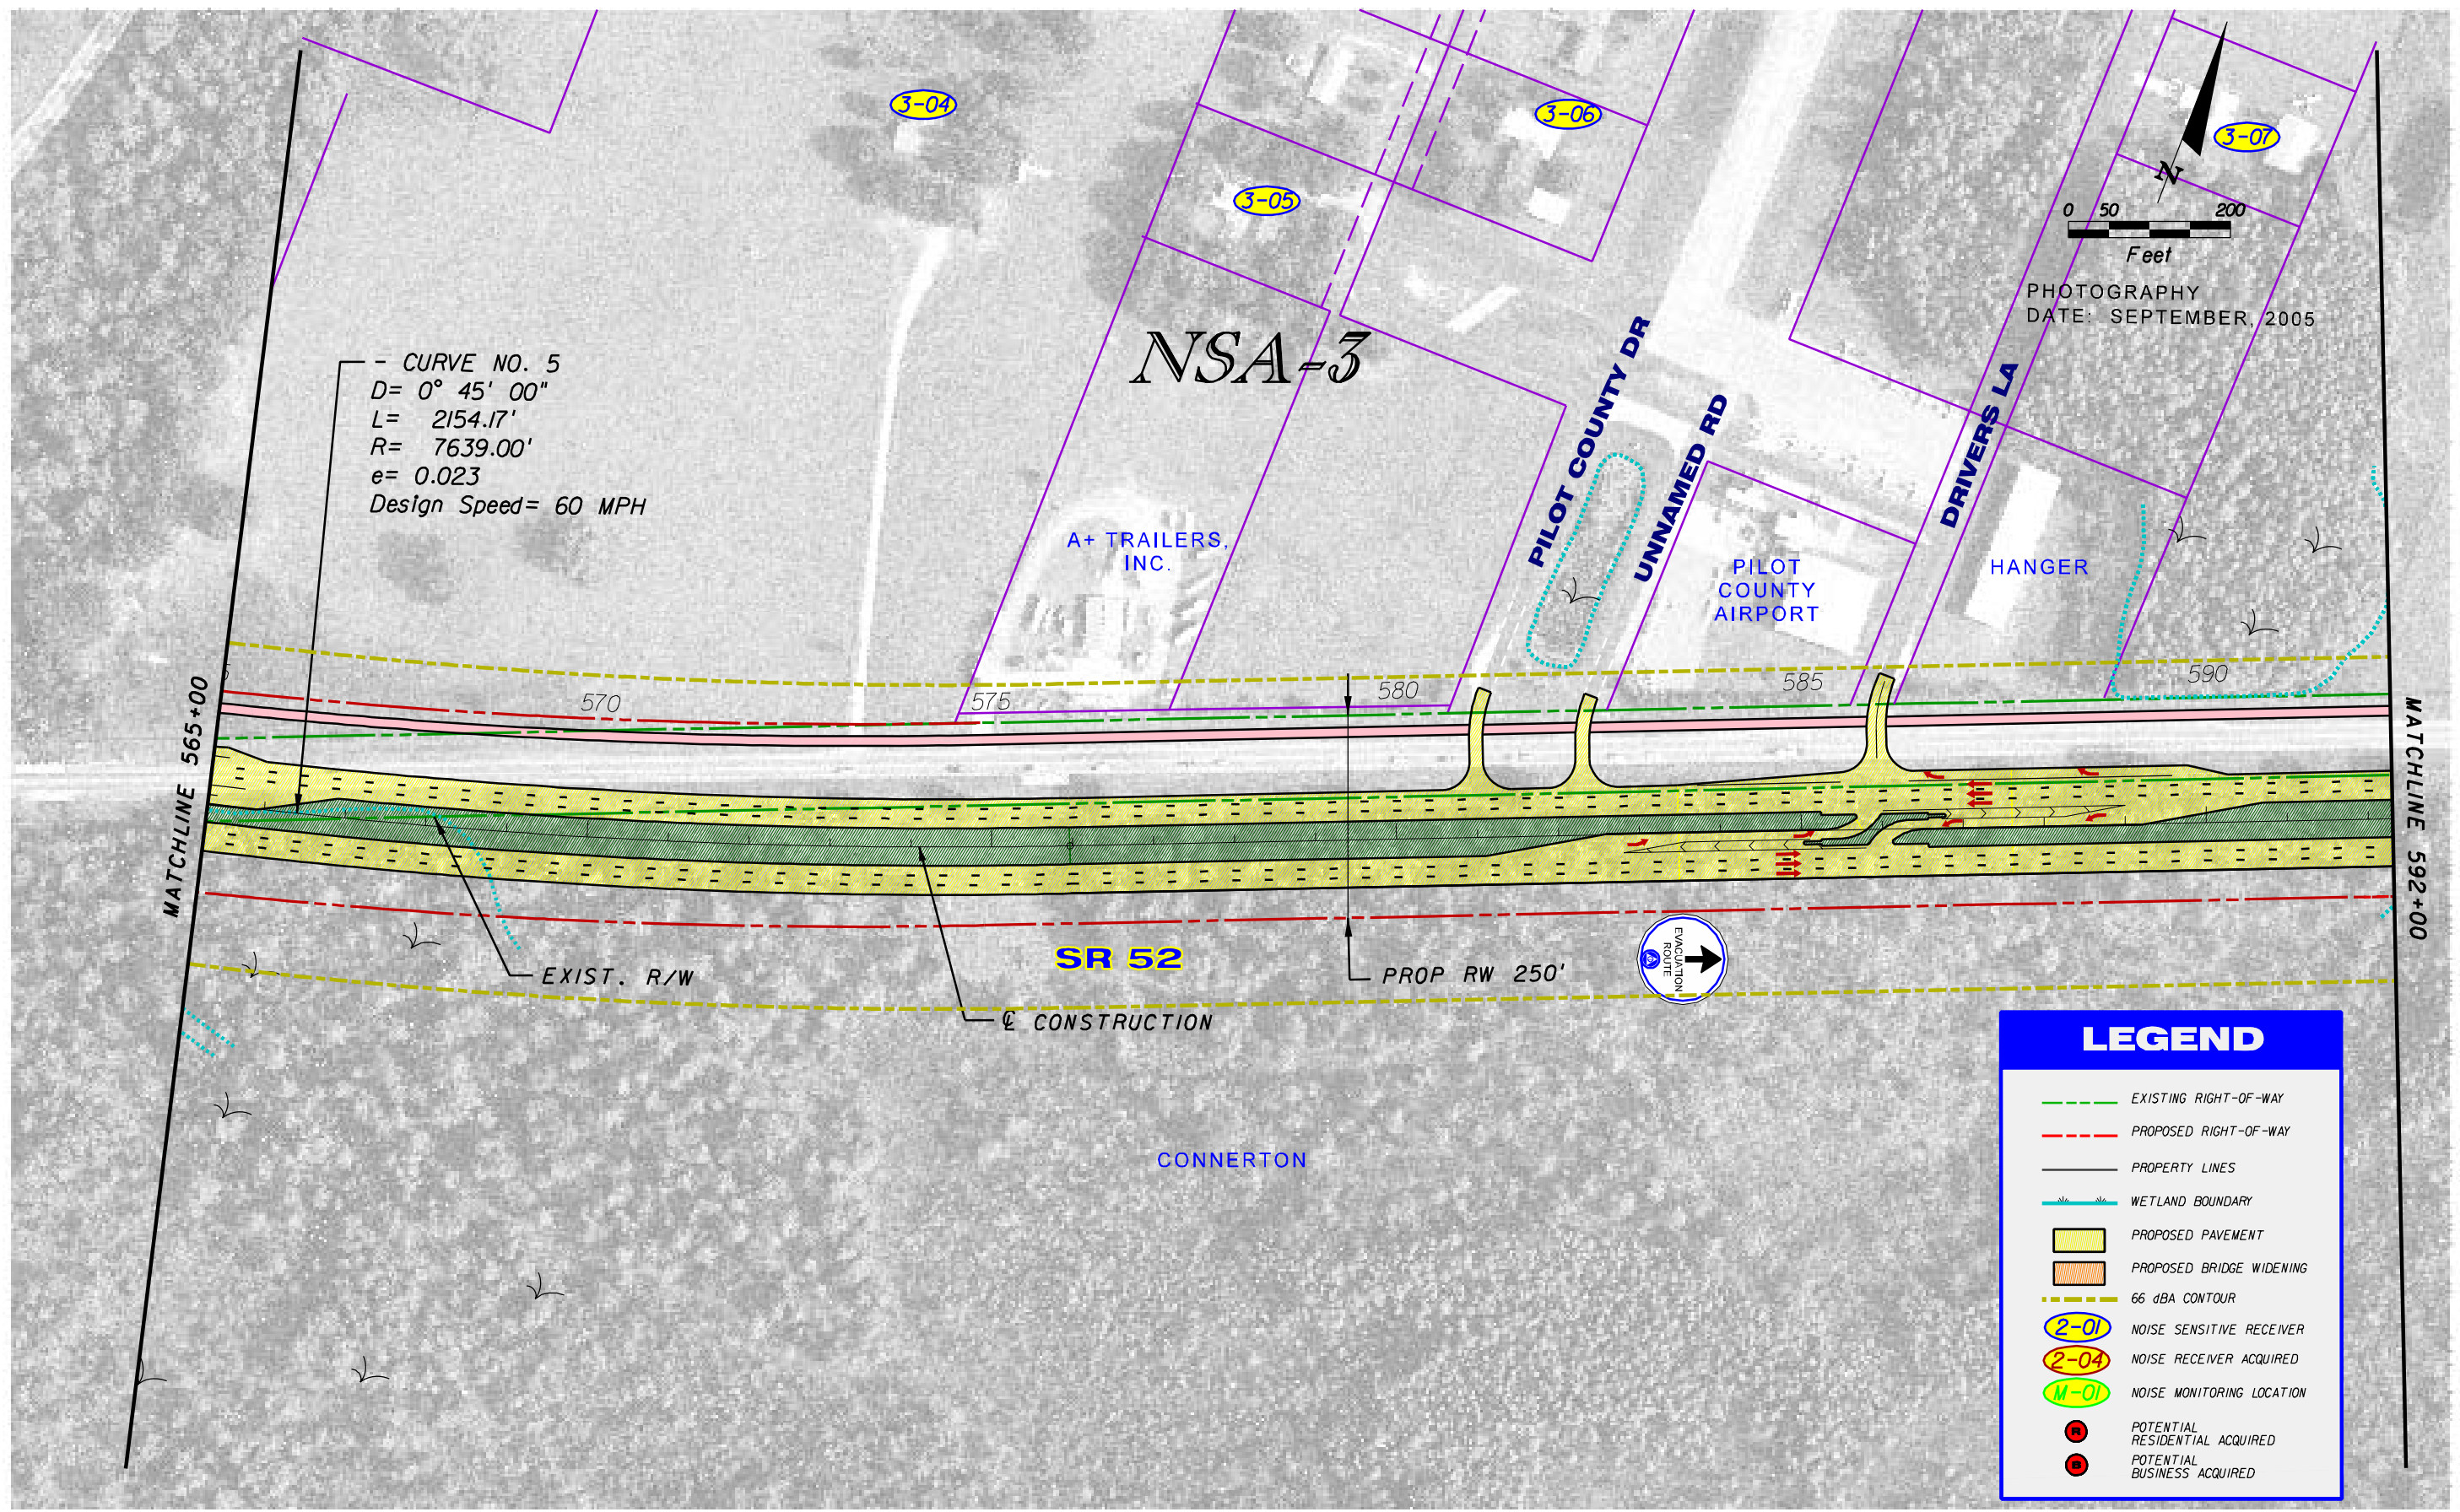 3-04
3-05
3-06
3-07
N
0 50 200
Feet
PHOTOGRAPHY
DATE: SEPTEMBER, 2005
NSA-3
- CURVE NO. 5
D= 0° 45' 00"
L= 2154.17'
R= 7639.00'
e= 0.023
Design Speed= 60 MPH
A+ TRAILERS,
INC.
PILOT COUNTY DR
UNNAMED RD
DRIVERS LA
PILOT
COUNTY
AIRPORT
HANGER
570
575
580
585
590
MATCHLINE 565+00
MATCHLINE 592+00
EXIST. R/W
SR 52
PROP RW 250'
EVACUATION
ROUTE
℄ CONSTRUCTION
CONNERTON
LEGEND
EXISTING RIGHT-OF-WAY
PROPOSED RIGHT-OF-WAY
PROPERTY LINES
WETLAND BOUNDARY
PROPOSED PAVEMENT
PROPOSED BRIDGE WIDENING
66 dBA CONTOUR
2-01 NOISE SENSITIVE RECEIVER
2-04 NOISE RECEIVER ACQUIRED
M-01 NOISE MONITORING LOCATION
R POTENTIAL
RESIDENTIAL ACQUIRED
B POTENTIAL
BUSINESS ACQUIRED